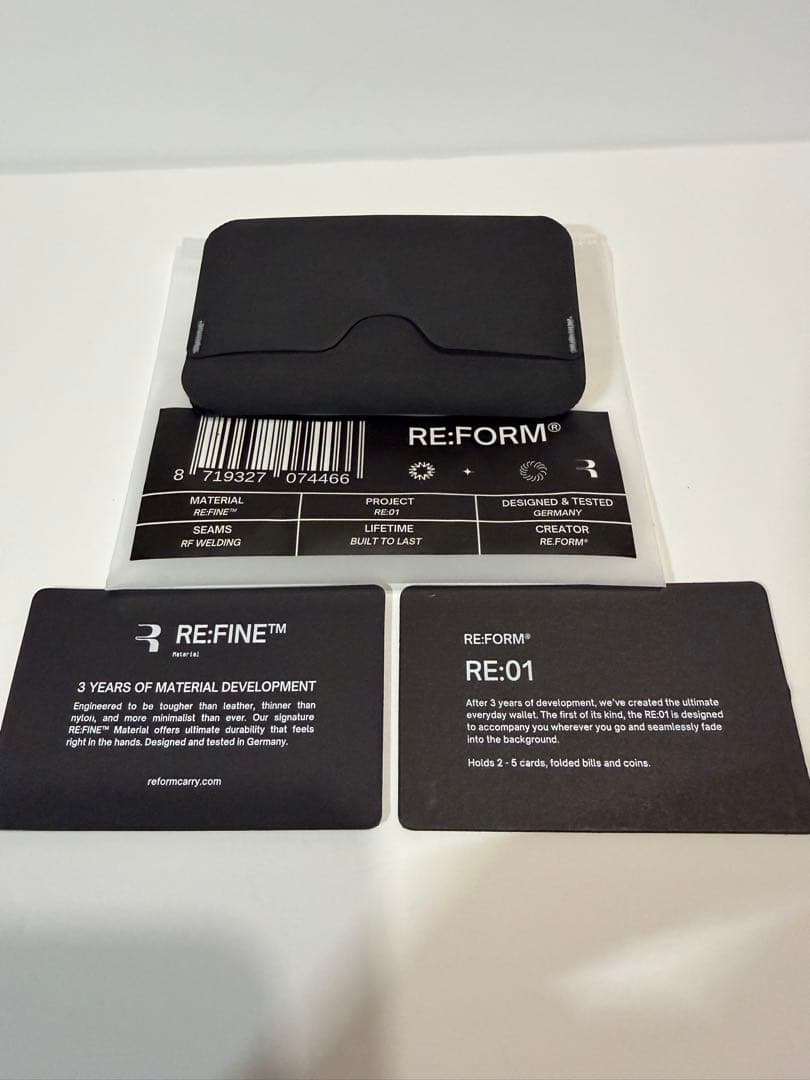 RE:FORM®
8 719327 074466
MATERIAL
RE:FINE™
PROJECT
RE:01
DESIGNED & TESTED
GERMANY
SEAMS
RF WELDING
LIFETIME
BUILT TO LAST
CREATOR
RE.FORM®
RE:FINE™
Material
3 YEARS OF MATERIAL DEVELOPMENT
Engineered to be tougher than leather, thinner than
nylon, and more minimalist than ever. Our signature
RE:FINE™ Material offers ultimate durability that feels
right in the hands. Designed and tested in Germany.
reformcarry.com
RE:FORM®
RE:01
After 3 years of development, we've created the ultimate
everyday wallet. The first of its kind, the RE:01 is designed
to accompany you wherever you go and seamlessly fade
into the background.
Holds 2 - 5 cards, folded bills and coins.